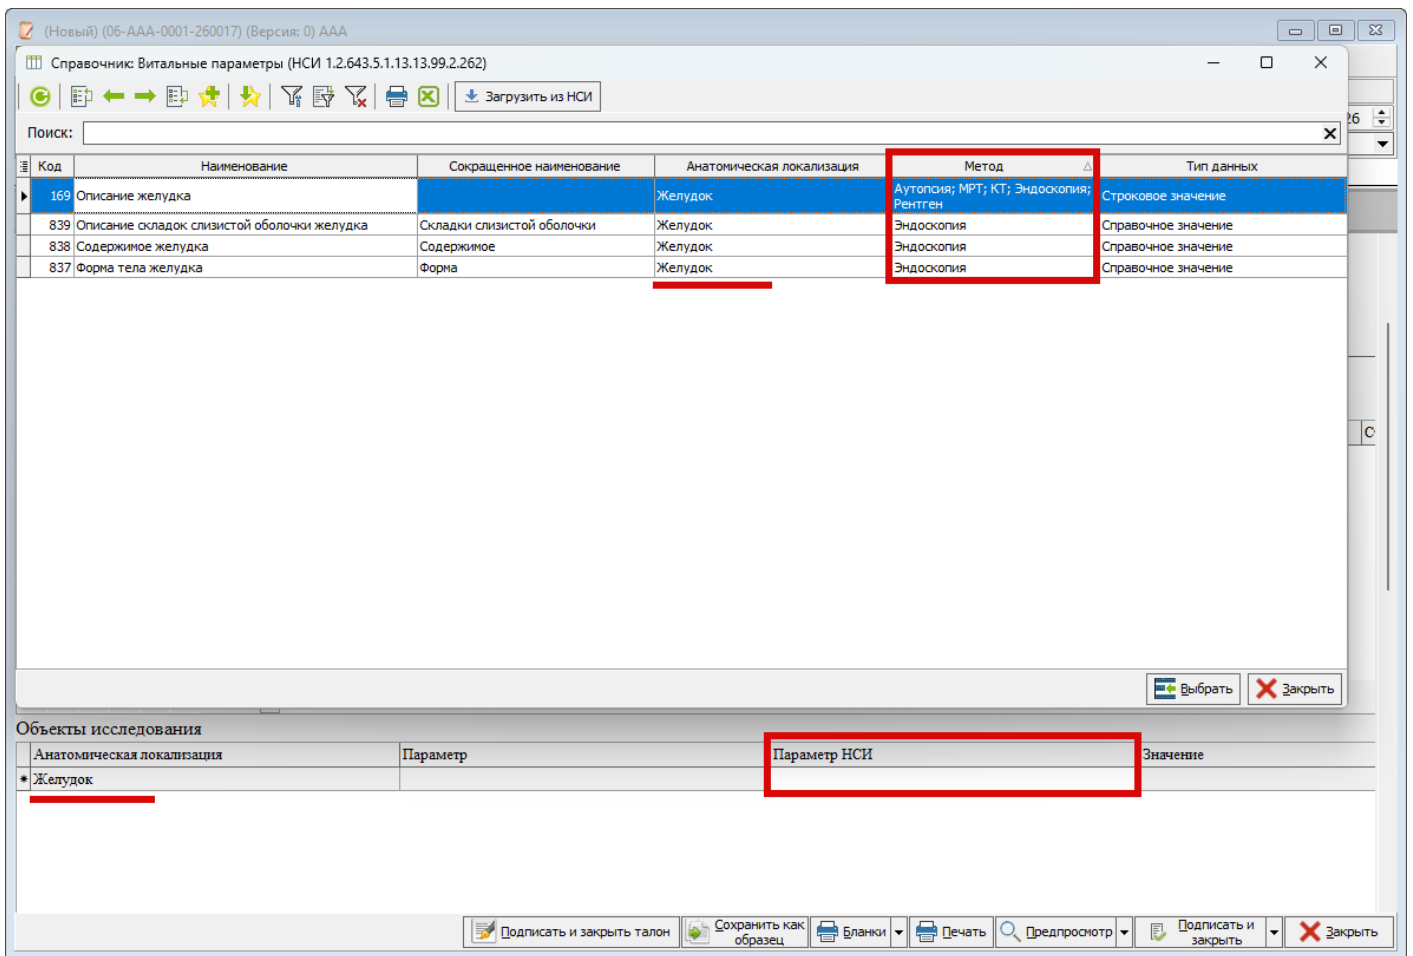 (Новый) (06-ААА-0001-260017) (Версия: 0) ААА
Справочник: Витальные параметры (НСИ 1.2.643.5.1.13.13.99.2.262)
Загрузить из НСИ
26
Поиск:
Код Наименование Сокращенное наименование Анатомическая локализация Метод Тип данных
169 Описание желудка Желудок Аутопсия; МРТ; КТ; Эндоскопия; Рентген Строковое значение
839 Описание складок слизистой оболочки желудка Складки слизистой оболочки Желудок Эндоскопия Справочное значение
838 Содержимое желудка Содержимое Желудок Эндоскопия Справочное значение
837 Форма тела желудка Форма Желудок Эндоскопия Справочное значение
Выбрать Закрыть
Объекты исследования
Анатомическая локализация Параметр Параметр НСИ Значение
Желудок
Подписать и закрыть талон Сохранить как образец Бланки Печать Предпросмотр Подписать и закрыть Закрыть